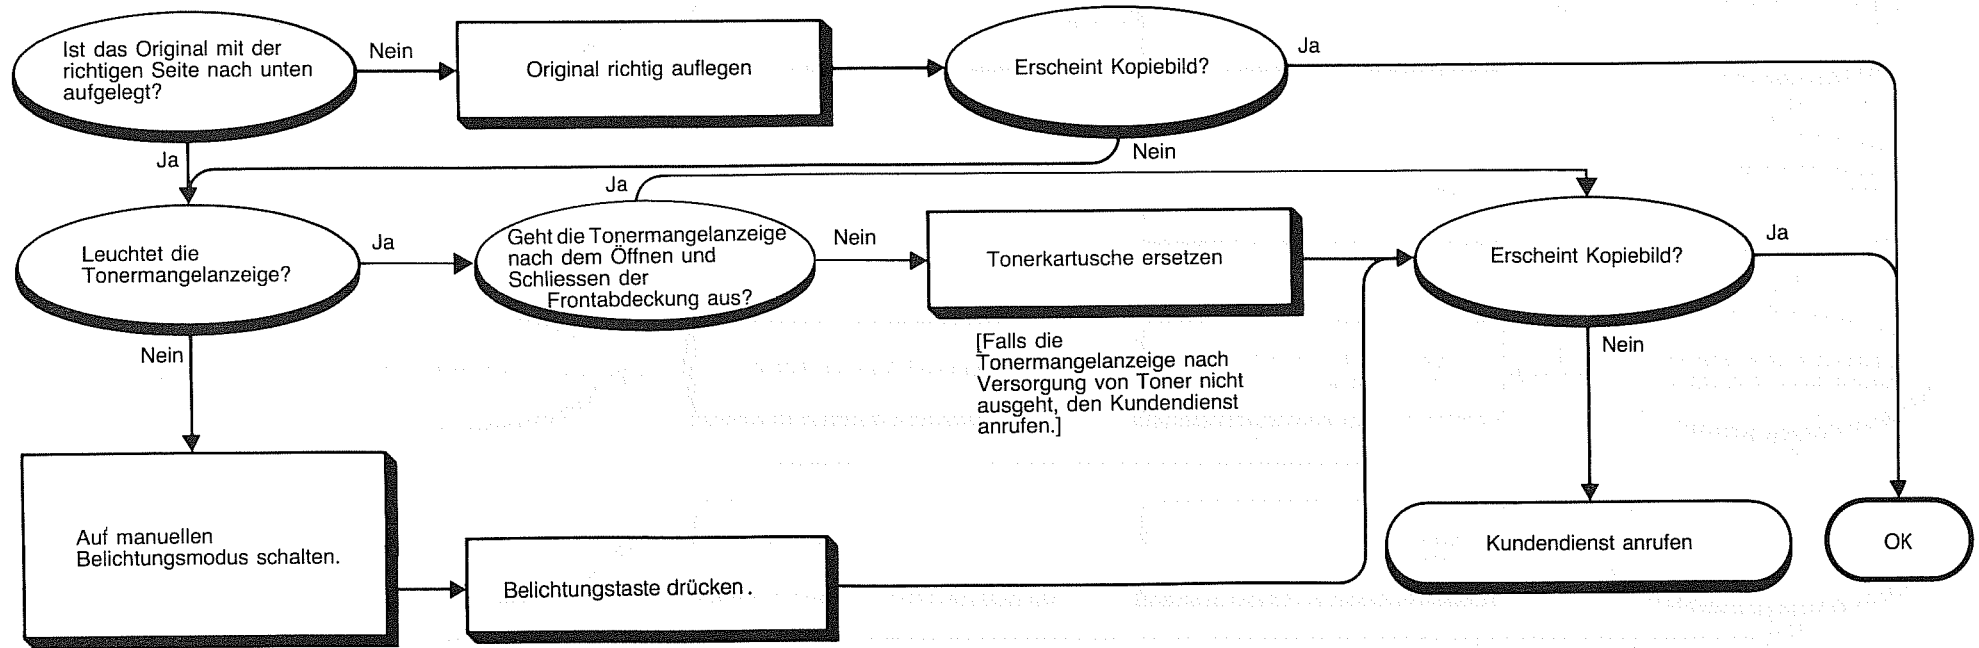 Ist das Original mit der
richtigen Seite nach unten
aufgelegt?
Nein
Original richtig auflegen
Erscheint Kopiebild?
Ja
Ja
Nein
Ja
Leuchtet die
Tonermangelanzeige?
Ja
Geht die Tonermangelanzeige
nach dem Öffnen und
Schliessen der
Frontabdeckung aus?
Nein
Tonerkartusche ersetzen
Erscheint Kopiebild?
Ja
[Falls die
Tonermangelanzeige nach
Versorgung von Toner nicht
ausgeht, den Kundendienst
anrufen.]
Nein
Nein
Auf manuellen
Belichtungsmodus schalten.
Belichtungstaste drücken.
Kundendienst anrufen
OK